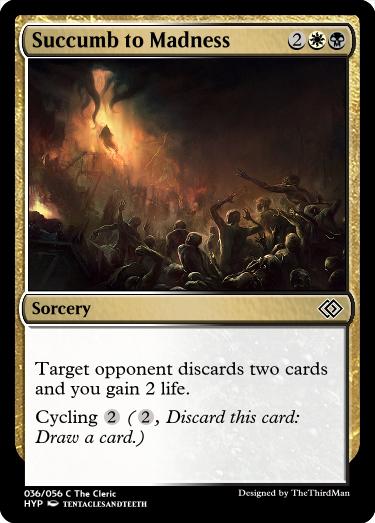 Succumb to Madness 2
Sorcery
Target opponent discards two cards
and you gain 2 life.
Cycling 2 ( 2, Discard this card:
Draw a card.)
036/056 C The Cleric Designed by TheThirdMan
HYP TENTACLESANDTEETH